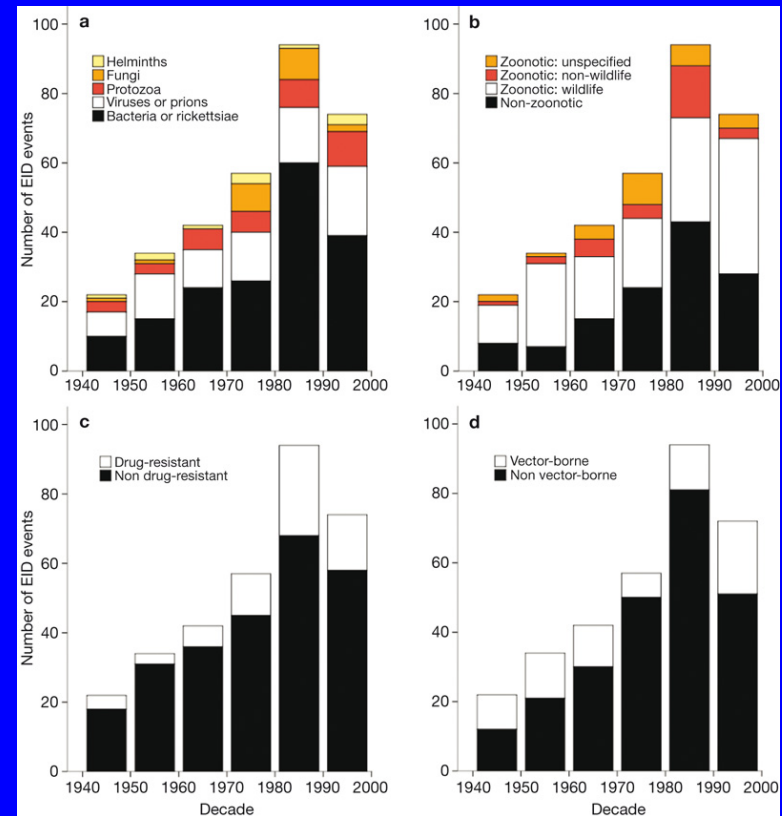 a
Helminths
Fungi
Protozoa
Viruses or prions
Bacteria or rickettsiae
Number of EID events
100
80
60
40
20
0
1940 1950 1960 1970 1980 1990 2000
b
Zoonotic: unspecified
Zoonotic: non-wildlife
Zoonotic: wildlife
Non-zoonotic
100
80
60
40
20
0
1940 1950 1960 1970 1980 1990 2000
c
Drug-resistant
Non drug-resistant
Number of EID events
100
80
60
40
20
0
1940 1950 1960 1970 1980 1990 2000
Decade
d
Vector-borne
Non vector-borne
100
80
60
40
20
0
1940 1950 1960 1970 1980 1990 2000
Decade